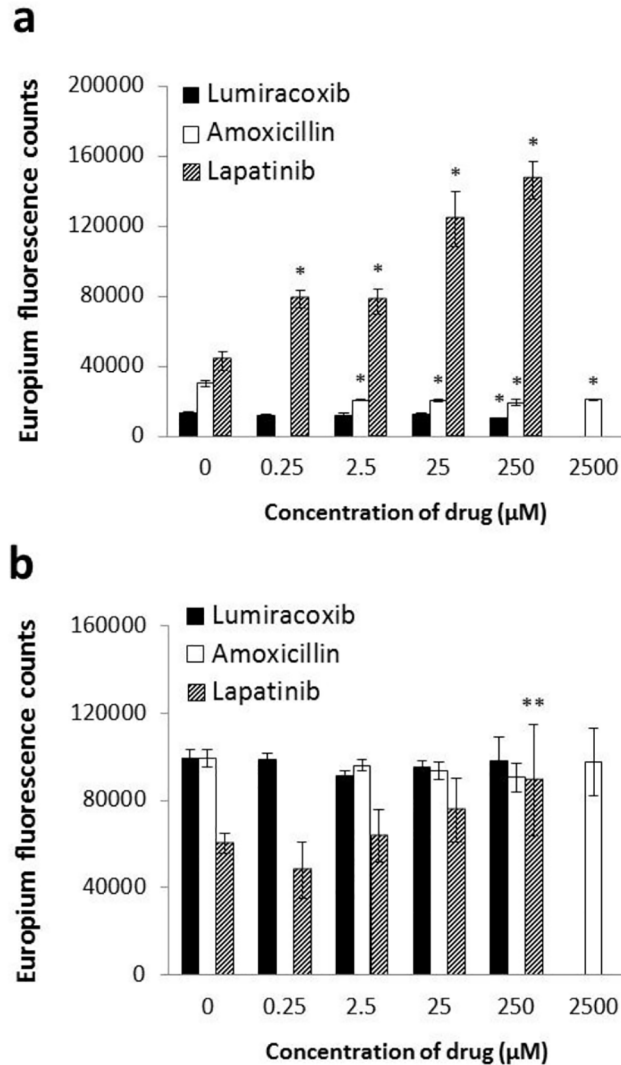 a
Europium fluorescence counts
200000
160000
120000
80000
40000
0
Lumiracoxib
Amoxicillin
Lapatinib
*
*
*
*
*
*
*
*
*
0 0.25 2.5 25 250 2500
Concentration of drug (µM)
b
Europium fluorescence counts
160000
120000
80000
40000
0
Lumiracoxib
Amoxicillin
Lapatinib
**
0 0.25 2.5 25 250 2500
Concentration of drug (µM)